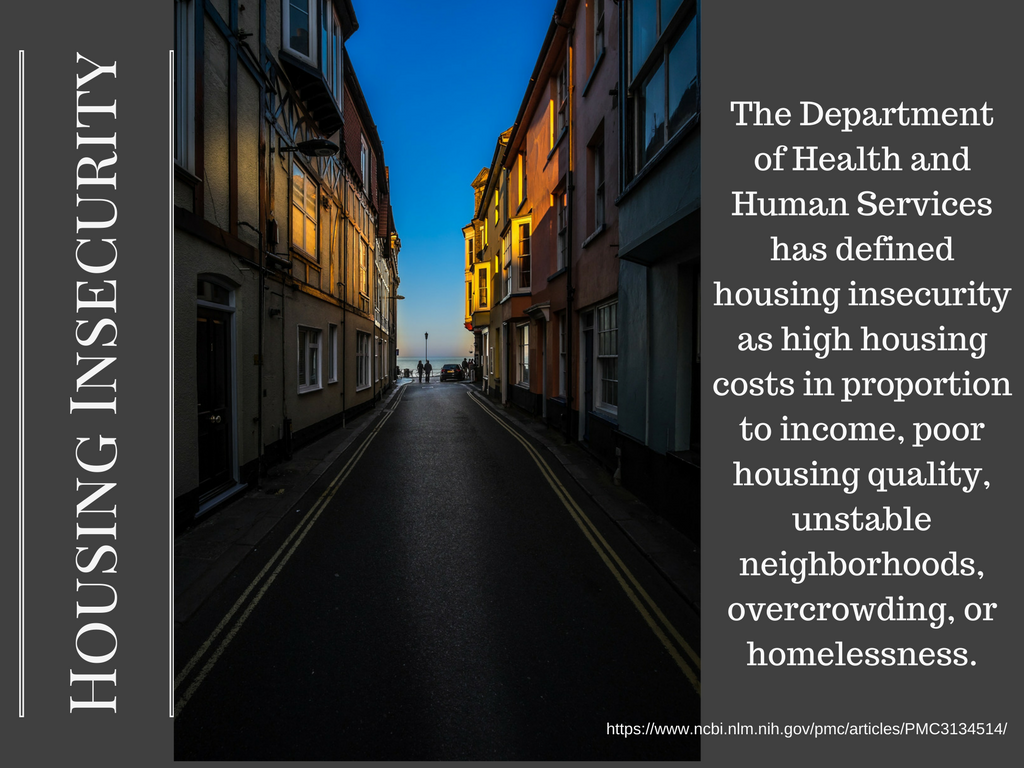 HOUSING INSECURITY
The Department
of Health and
Human Services
has defined
housing insecurity
as high housing
costs in proportion
to income, poor
housing quality,
unstable
neighborhoods,
overcrowding, or
homelessness.
https://www.ncbi.nlm.nih.gov/pmc/articles/PMC3134514/